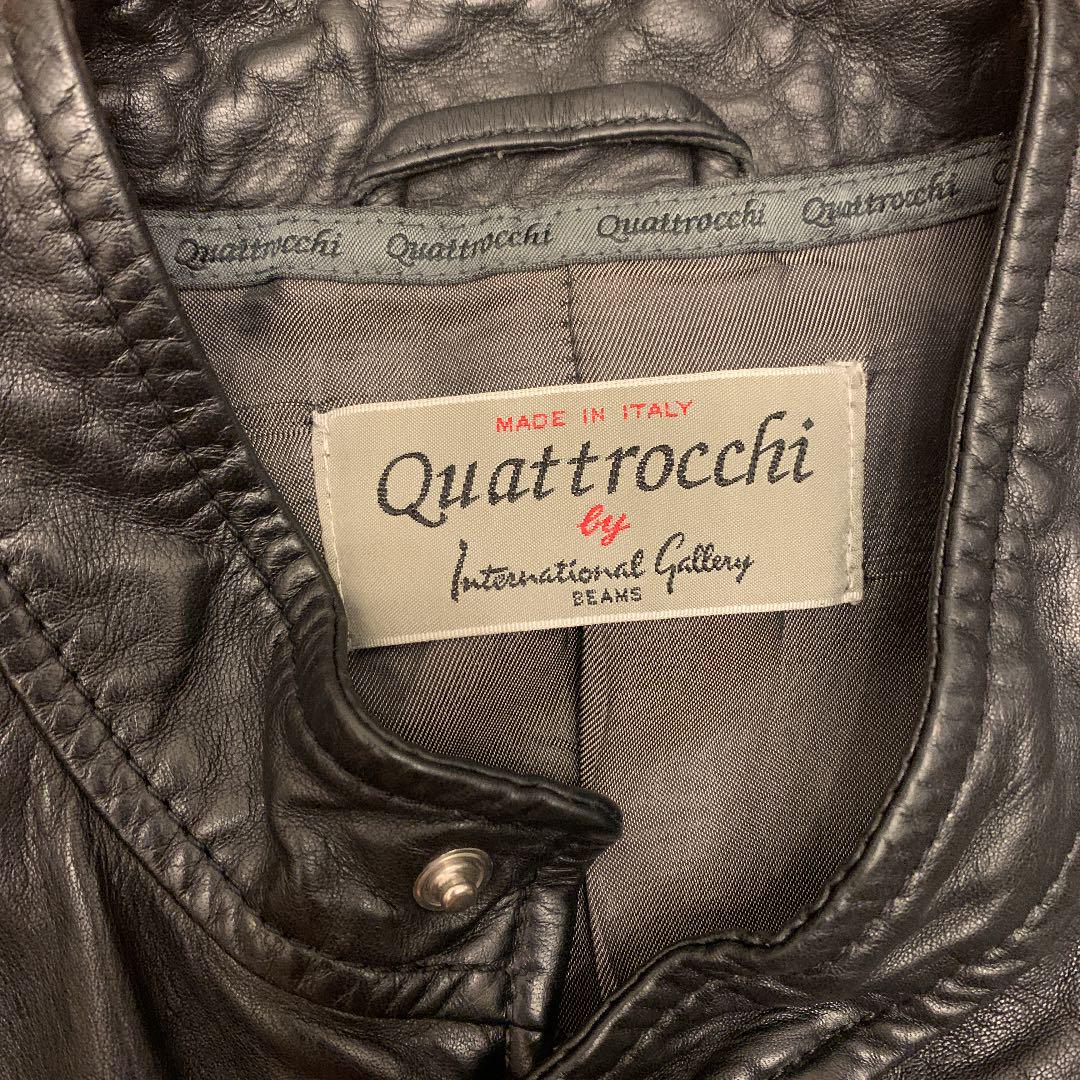 Quattrocchi Quattrocchi Quattrocchi Quattrocchi
MADE IN ITALY
Quattrocchi
by
International Gallery
BEAMS